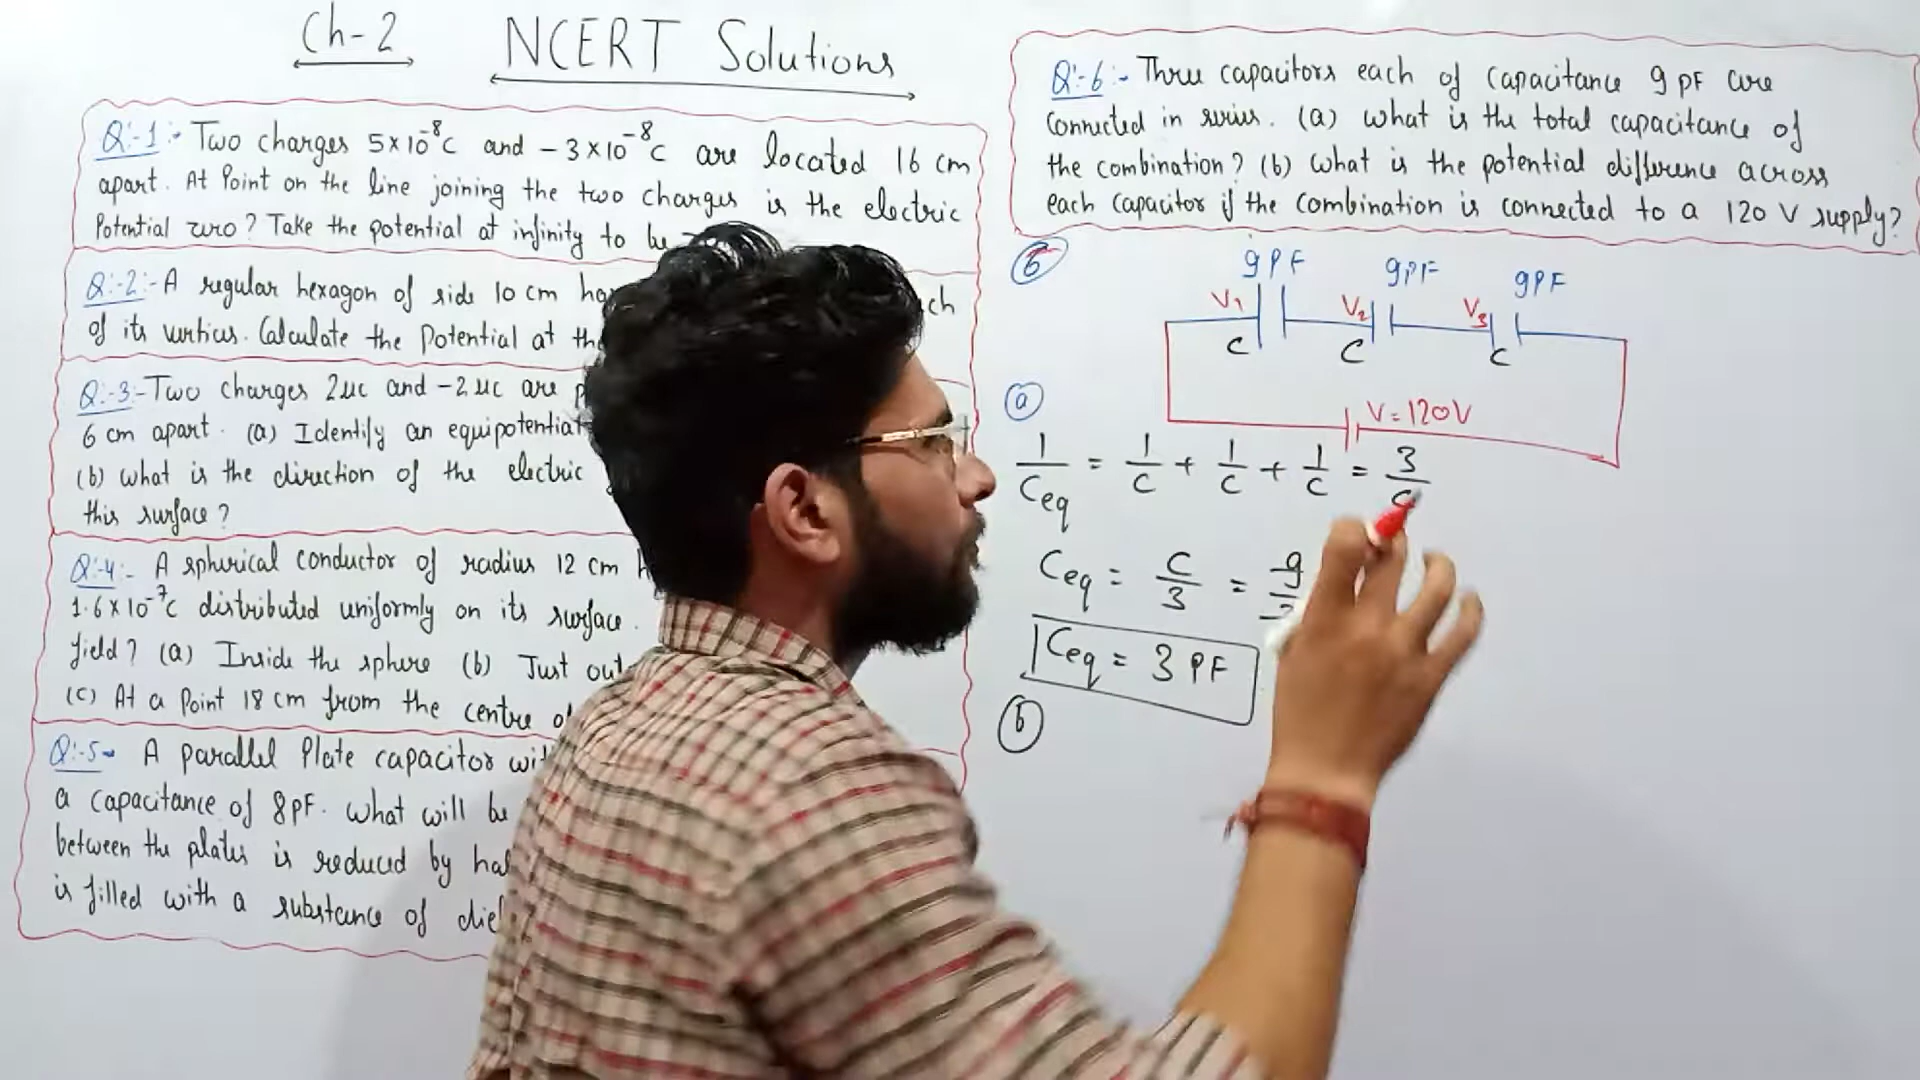 Ch-2 NCERT Solutions
Q:-1:- Two charges 5×10⁻⁸C and -3×10⁻⁸C are located 16 cm
apart. At Point on the line joining the two charges is the electric
Potential zero? Take the potential at infinity to be
Q:-2:- A regular hexagon of side 10 cm ch
of its vertices. Calculate the Potential at
Q:-3:- Two charges 2μc and -2μc are
6 cm apart. (a) Identify an
(b) what is the direction of the electric
this surface?
Q:-4:- A spherical conductor of radius 12 cm
1.6×10⁻⁷C distributed uniformly on its surface.
field? (a) Inside the sphere (b) Just
(c) At a Point 18 cm from the centre
Q:-5- A parallel Plate capacitor
a capacitance of 8pF. what will be
between the plates is reduced by
is filled with a substance of
Q:-6:- Three capacitors each of capacitance 9 pF are
connected in series. (a) what is the total capacitance of
the combination? (b) what is the potential difference across
each capacitor if the combination is connected to a 120 V supply?
6
9PF 9PF 9PF
V₁ V₂ V₃
C C C
V=120V
a
1/Ceq = 1/C + 1/C + 1/C = 3/C
Ceq = C/3 = 9/
Ceq = 3 PF
b